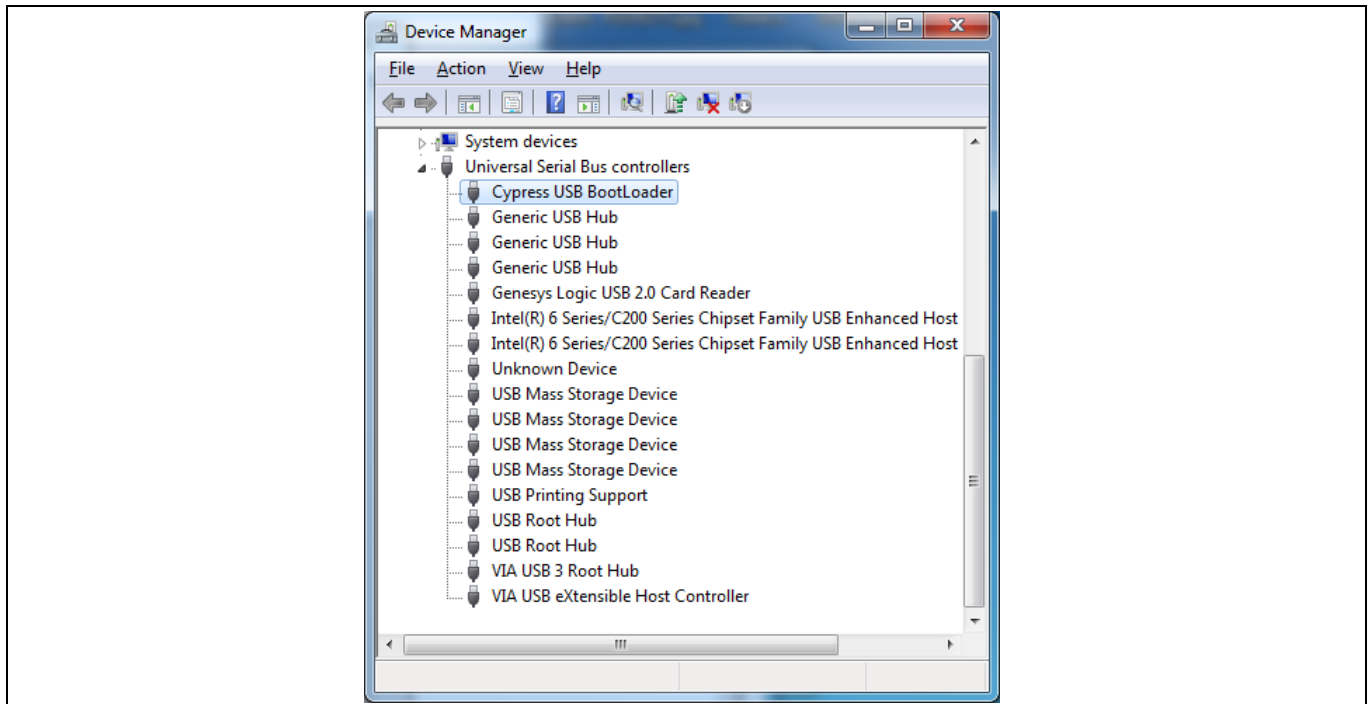 Device Manager
File Action View Help
System devices
Universal Serial Bus controllers
Cypress USB BootLoader
Generic USB Hub
Generic USB Hub
Generic USB Hub
Genesys Logic USB 2.0 Card Reader
Intel(R) 6 Series/C200 Series Chipset Family USB Enhanced Host
Intel(R) 6 Series/C200 Series Chipset Family USB Enhanced Host
Unknown Device
USB Mass Storage Device
USB Mass Storage Device
USB Mass Storage Device
USB Mass Storage Device
USB Printing Support
USB Root Hub
USB Root Hub
VIA USB 3 Root Hub
VIA USB eXtensible Host Controller